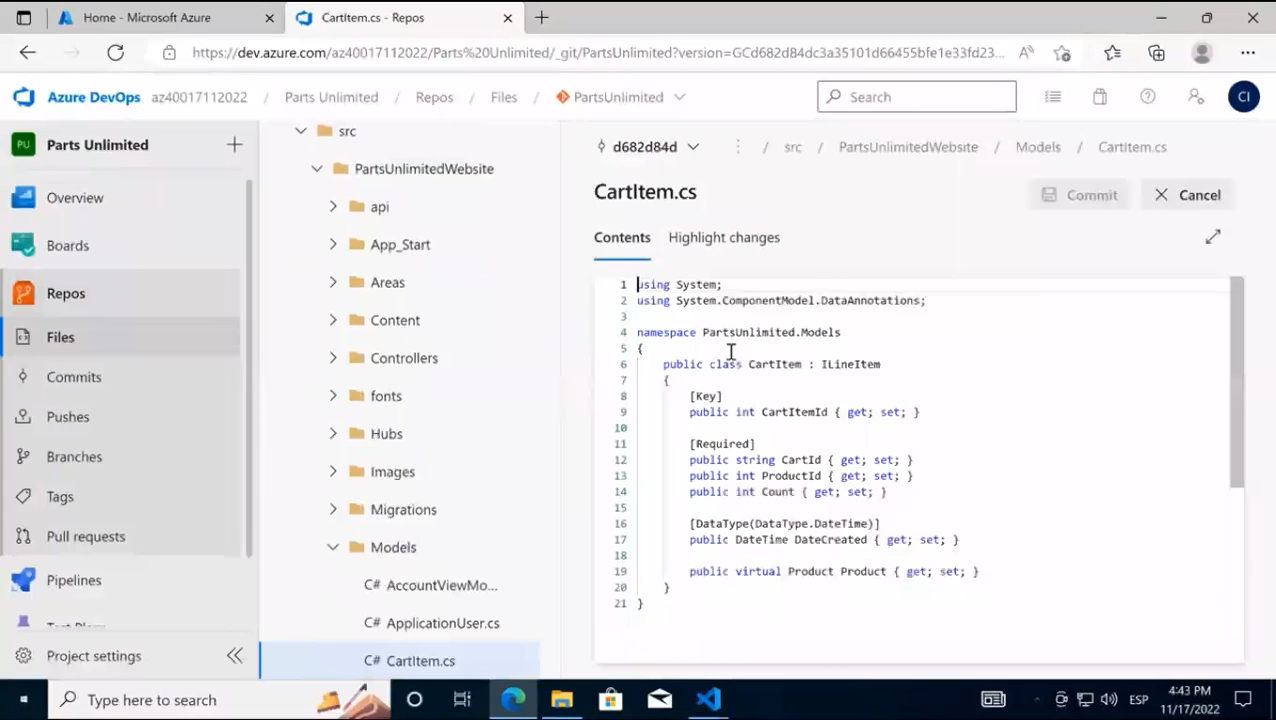 Home - Microsoft Azure
CartItem.cs - Repos
https://dev.azure.com/az40017112022/Parts%20Unlimited/_git/PartsUnlimited?version=GCd682d84dc3a35101d66455bfe1e33fd23...
Azure DevOps az40017112022 / Parts Unlimited / Repos / Files / PartsUnlimited
Search
CI
PU Parts Unlimited
Overview
Boards
Repos
Files
Commits
Pushes
Branches
Tags
Pull requests
Pipelines
Project settings
src
PartsUnlimitedWebsite
api
App_Start
Areas
Content
Controllers
fonts
Hubs
Images
Migrations
Models
C# AccountViewMo...
C# ApplicationUser.cs
C# CartItem.cs
d682d84d / src / PartsUnlimitedWebsite / Models / CartItem.cs
CartItem.cs
Commit
Cancel
Contents Highlight changes
1 using System;
2 using System.ComponentModel.DataAnnotations;
3
4 namespace PartsUnlimited.Models
5 {
6 public class CartItem : ILineItem
7 {
8 [Key]
9 public int CartItemId { get; set; }
10
11 [Required]
12 public string CartId { get; set; }
13 public int ProductId { get; set; }
14 public int Count { get; set; }
15
16 [DataType(DataType.DateTime)]
17 public DateTime DateCreated { get; set; }
18
19 public virtual Product Product { get; set; }
20 }
21 }
Type here to search
ESP
4:43 PM
11/17/2022